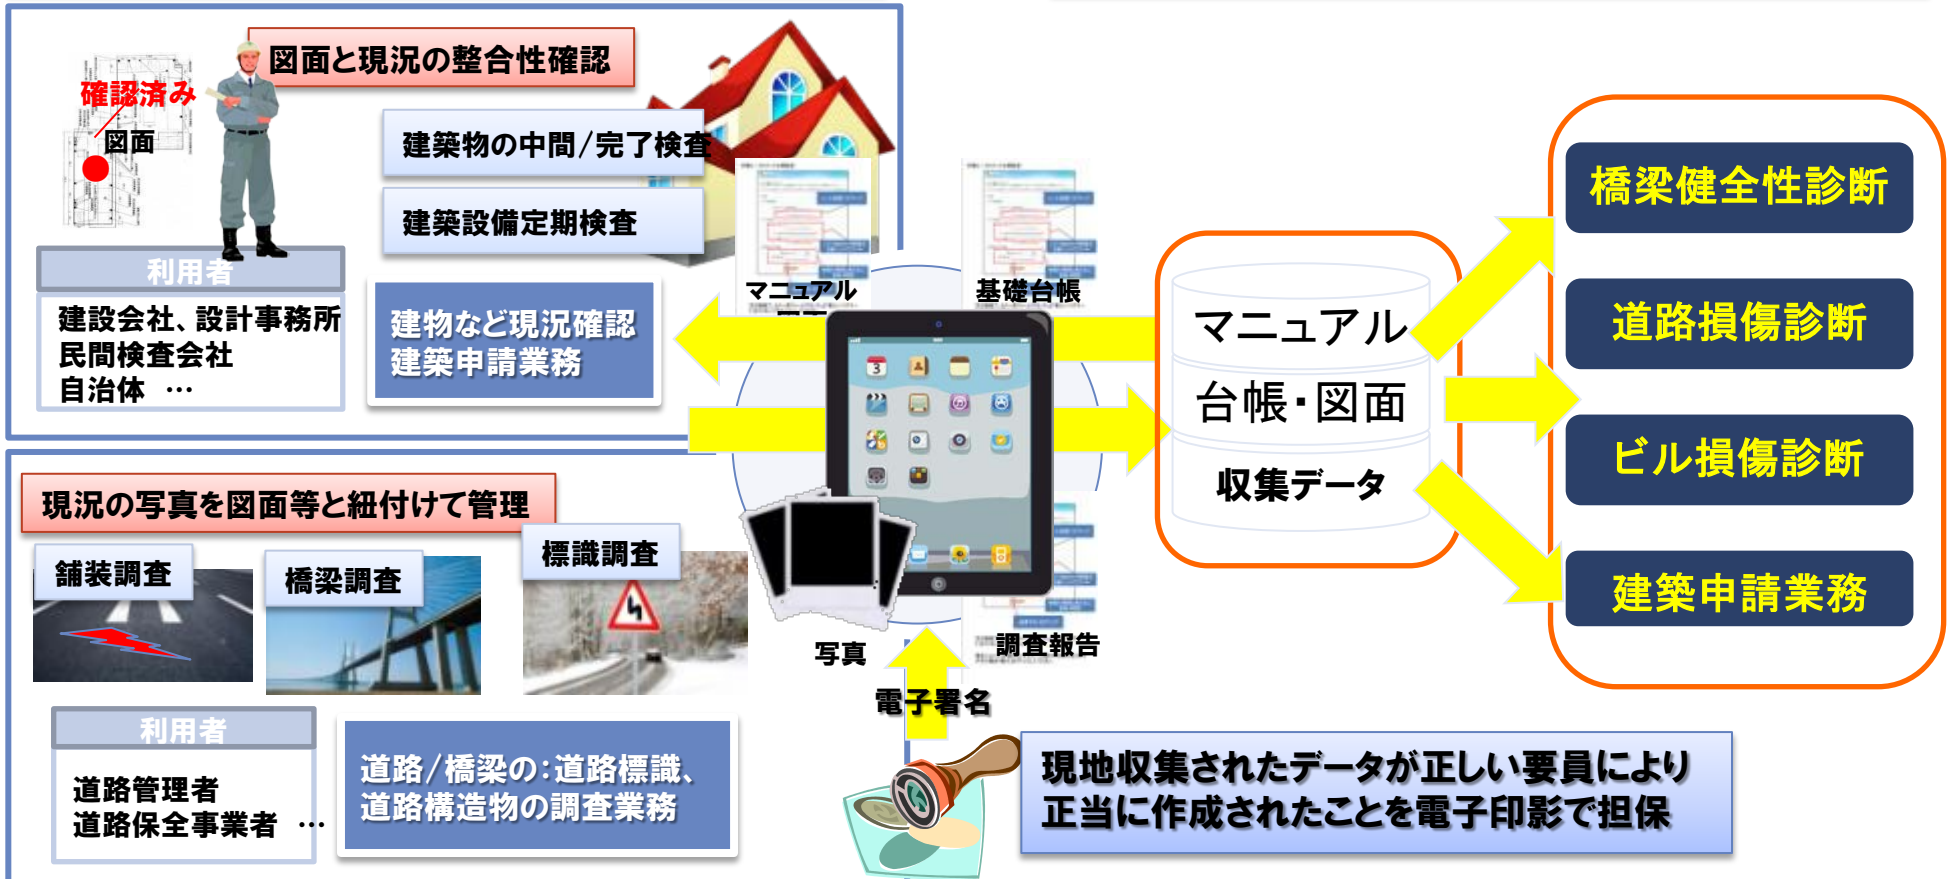 図面と現況の整合性確認
確認済み
図面
建築物の中間/完了検査
建築設備定期検査
利用者
建設会社、設計事務所
民間検査会社
自治体 …
建物など現況確認
建築申請業務
マニュアル
基礎台帳
マニュアル
台帳・図面
収集データ
橋梁健全性診断
道路損傷診断
ビル損傷診断
建築申請業務
現況の写真を図面等と紐付けて管理
舗装調査
橋梁調査
標識調査
利用者
道路管理者
道路保全事業者 …
道路/橋梁の:道路標識、
道路構造物の調査業務
写真
調査報告
電子署名
現地収集されたデータが正しい要員により
正当に作成されたことを電子印影で担保